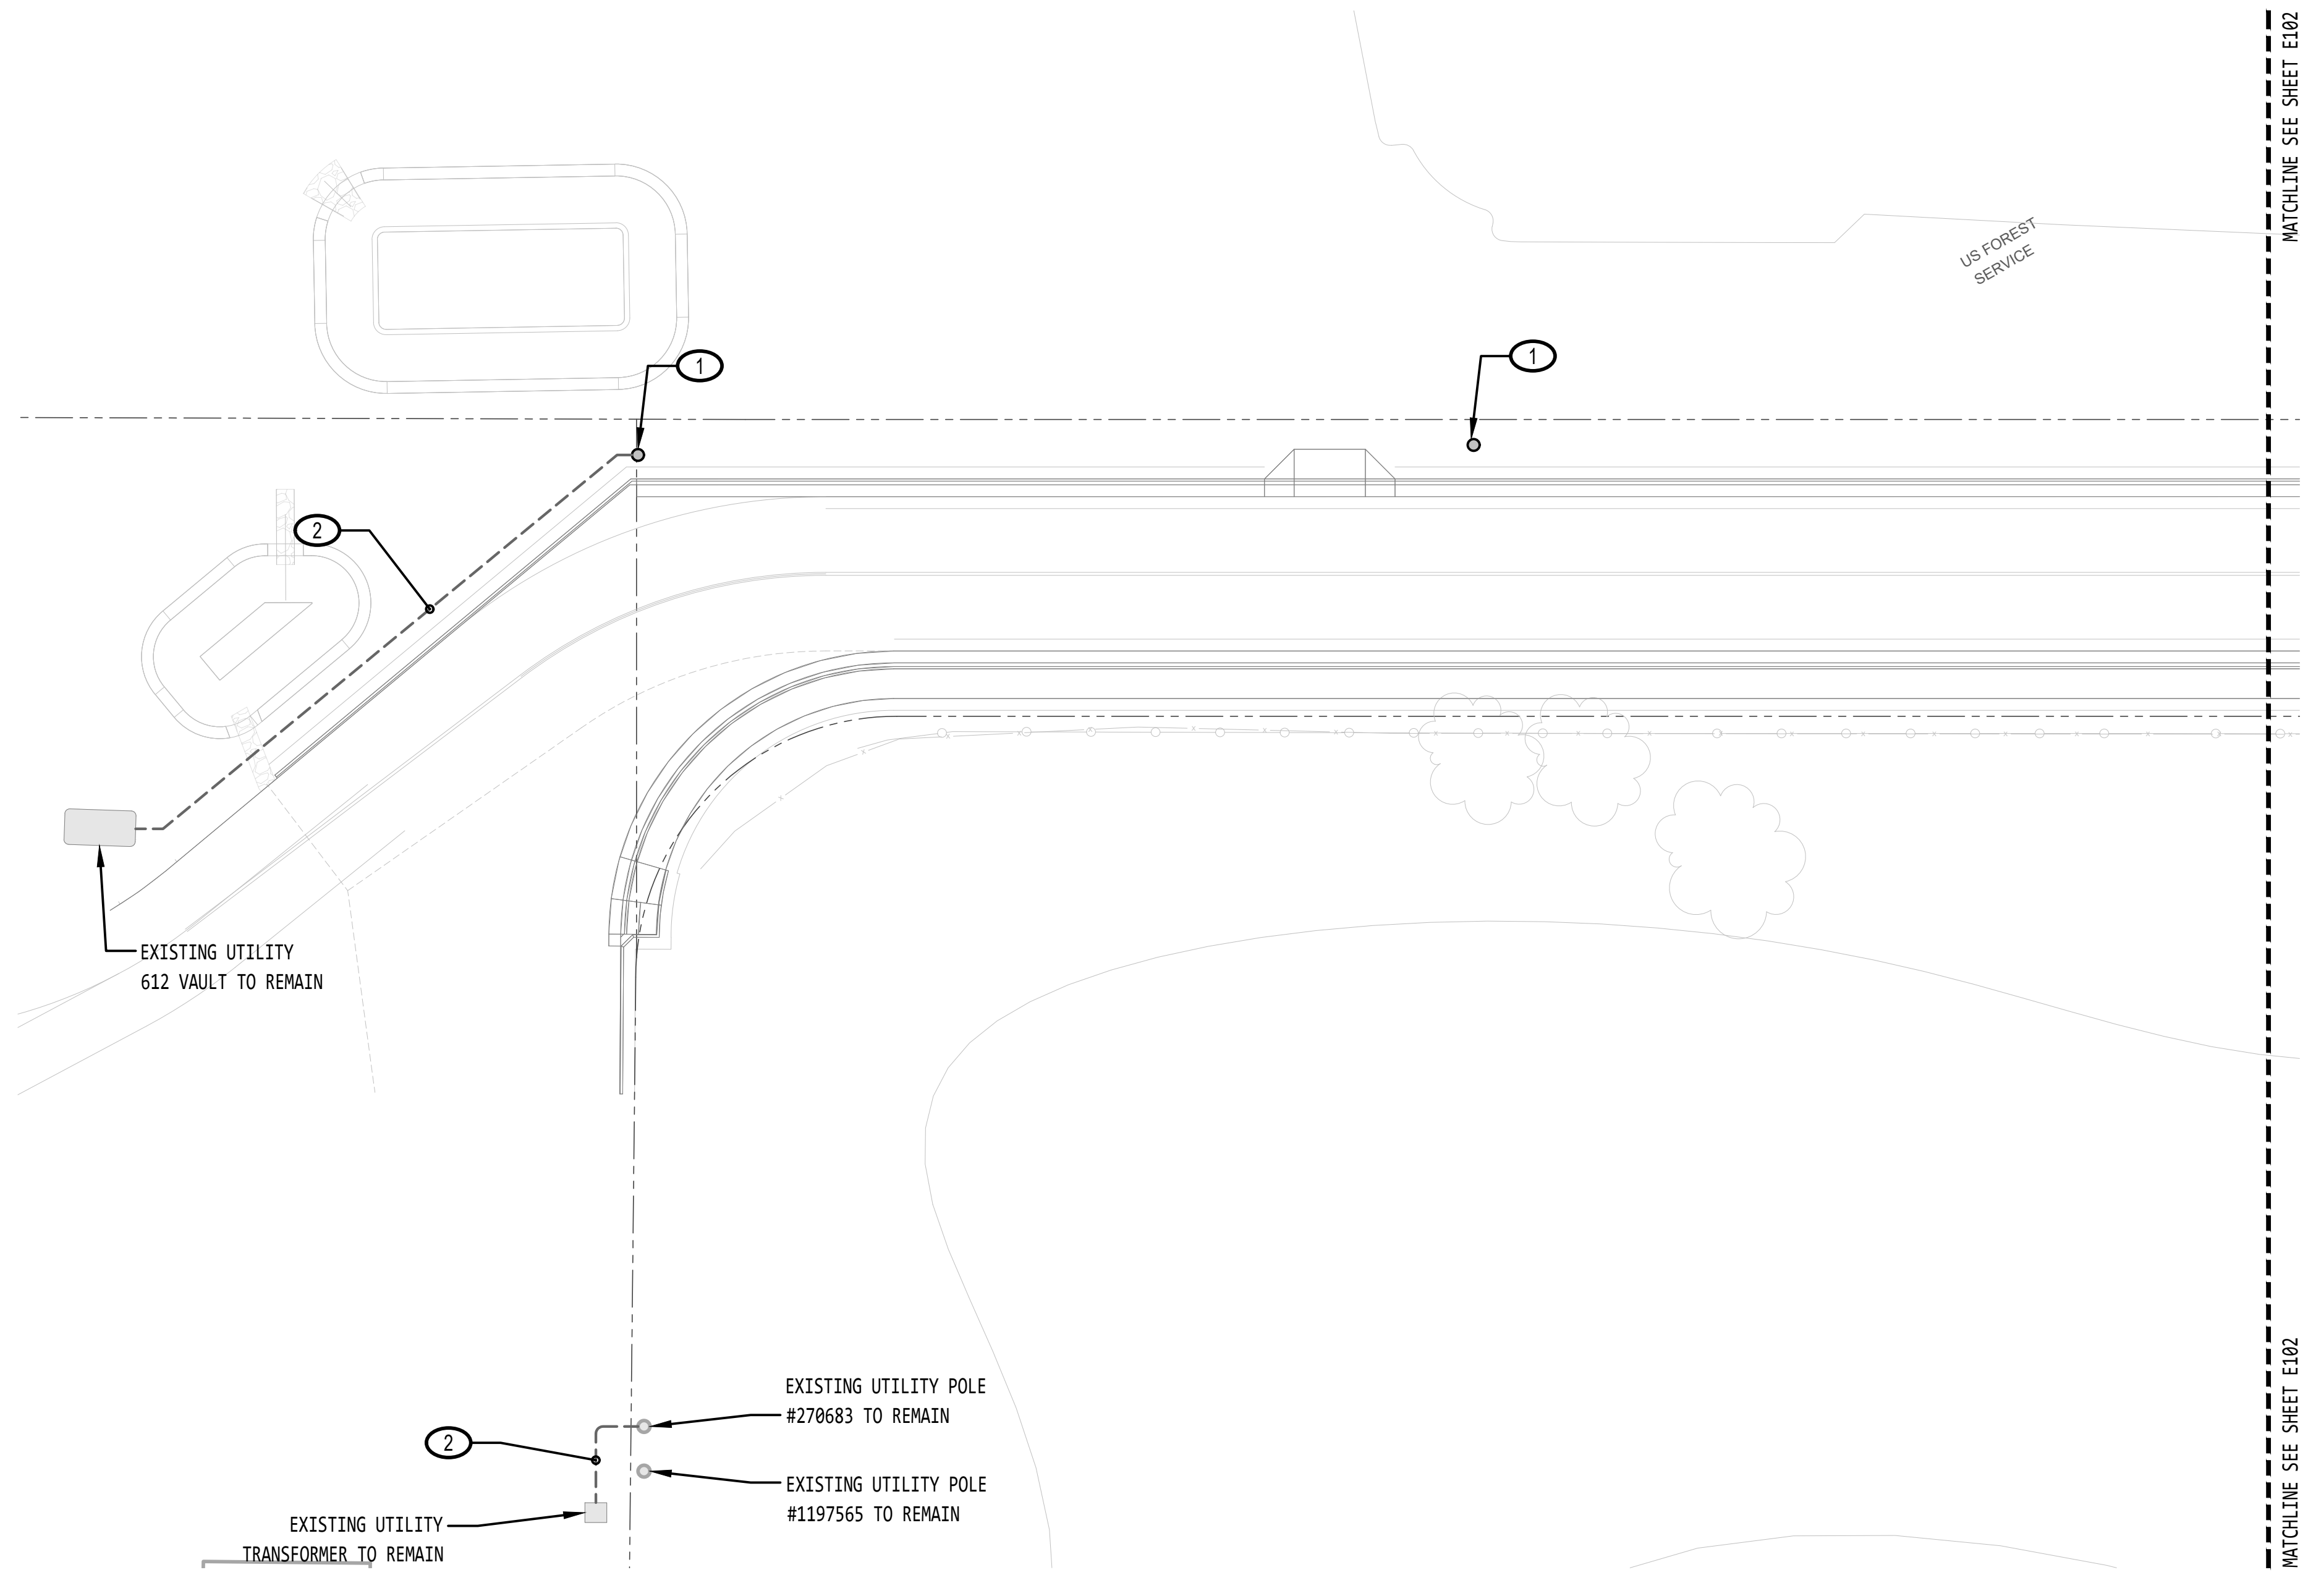 MATCHLINE SEE SHEET E102
US FOREST
SERVICE
1
1
2
EXISTING UTILITY
612 VAULT TO REMAIN
EXISTING UTILITY POLE
#270683 TO REMAIN
2
EXISTING UTILITY POLE
#1197565 TO REMAIN
EXISTING UTILITY
TRANSFORMER TO REMAIN
MATCHLINE SEE SHEET E102